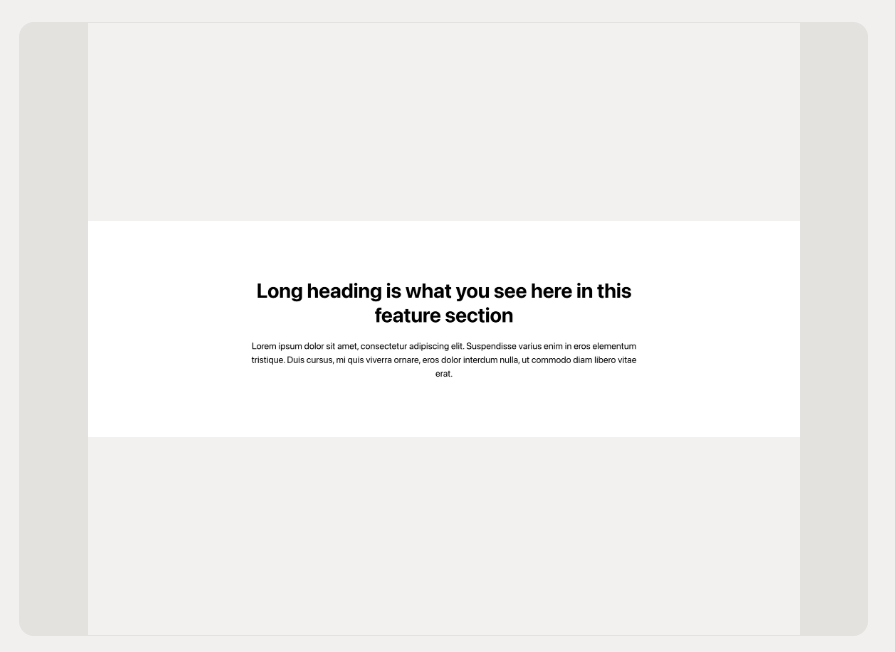 Long heading is what you see here in this
feature section
Lorem ipsum dolor sit amet, consectetur adipiscing elit. Suspendisse varius enim in eros elementum
tristique. Duis cursus, mi quis viverra ornare, eros dolor interdum nulla, ut commodo diam libero vitae
erat.